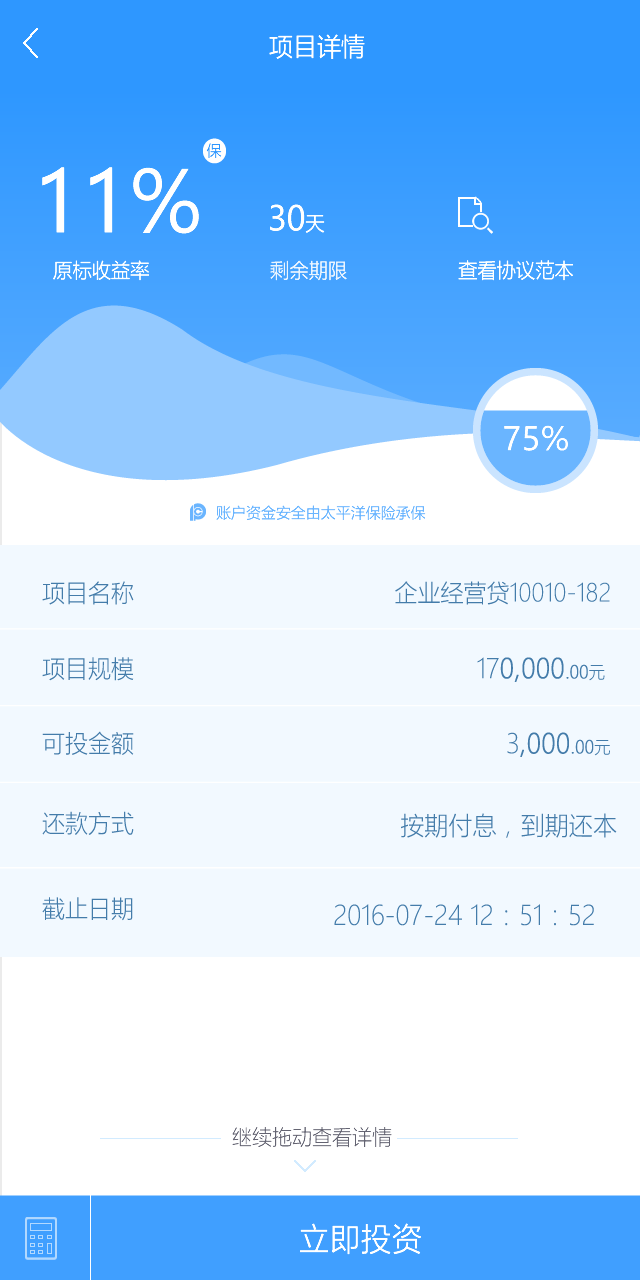 项目详情
保
11%
30天
原标收益率
剩余期限
查看协议范本
75%
账户资金安全由太平洋保险承保
项目名称
企业经营贷10010-182
项目规模
170,000.00元
可投金额
3,000.00元
还款方式
按期付息，到期还本
截止日期
2016-07-24 12：51：52
继续拖动查看详情
立即投资